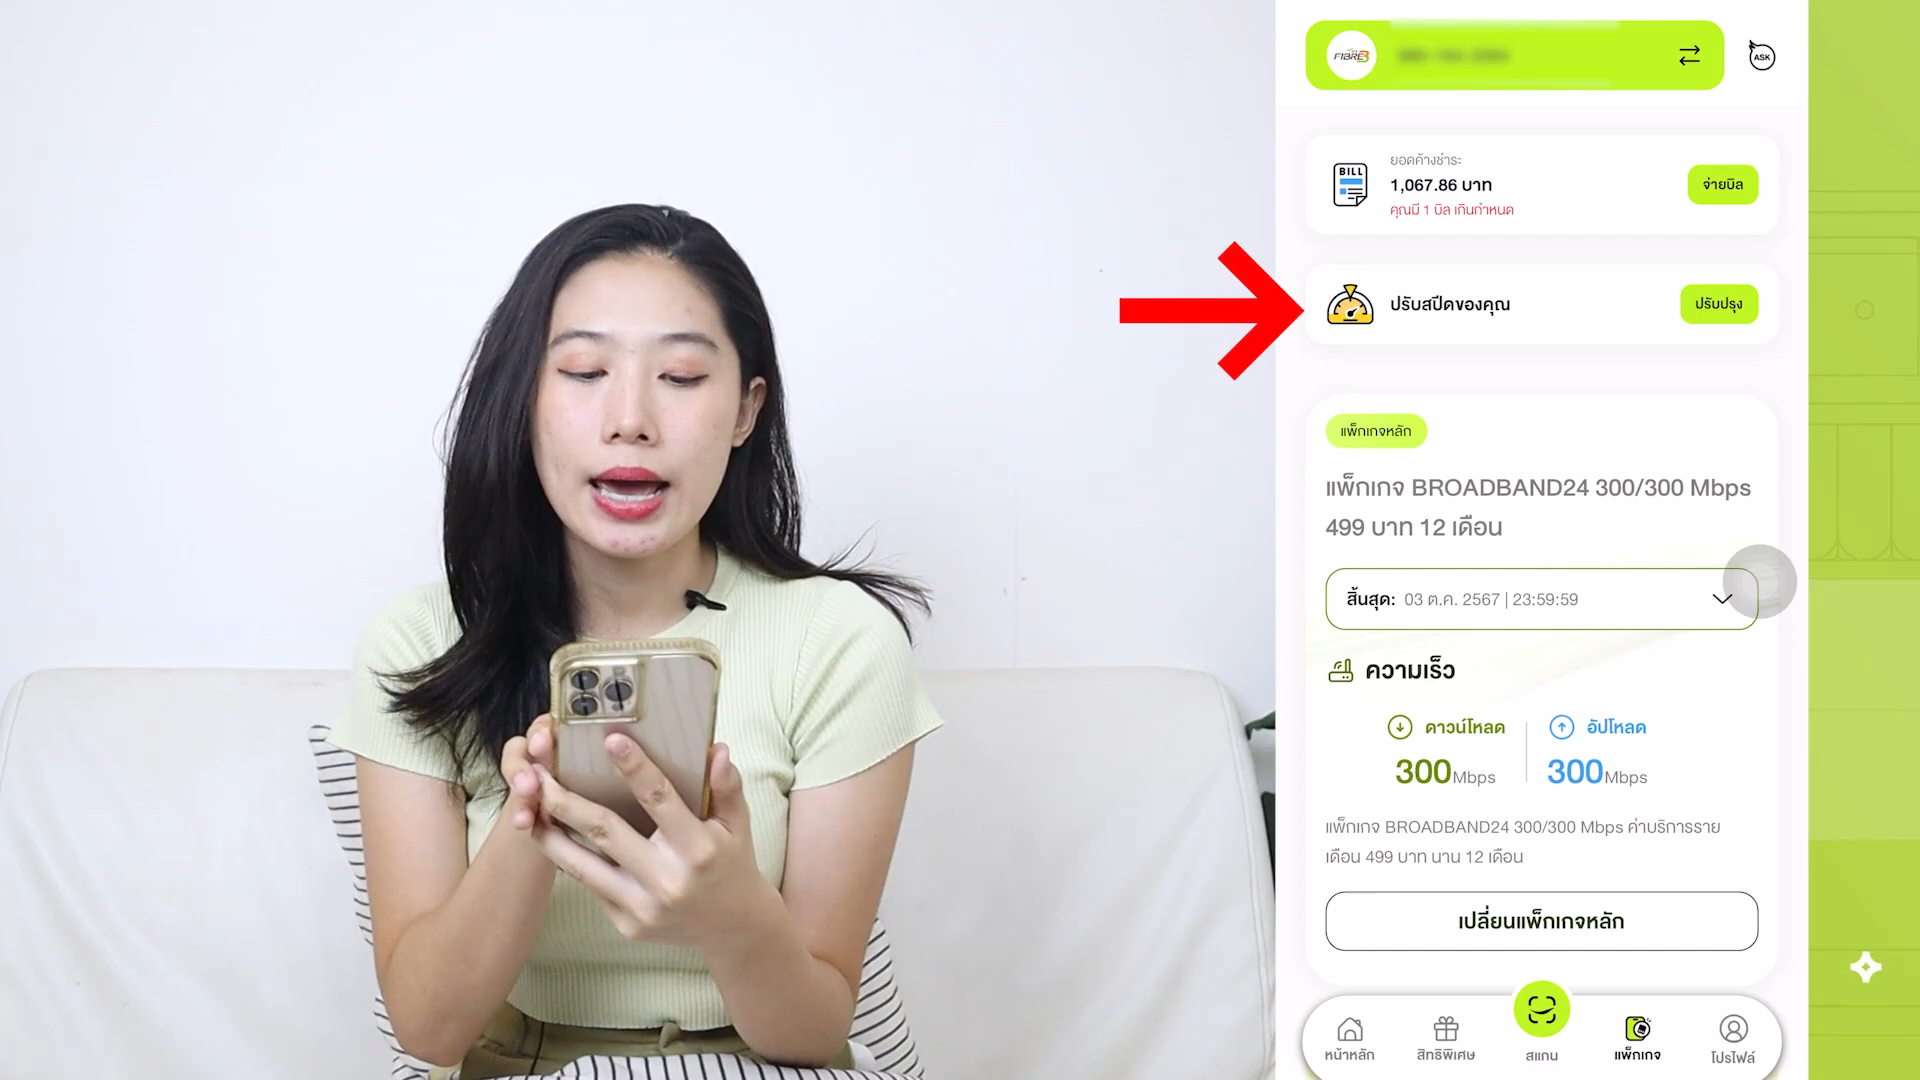 FIBRE3
ASK
BILL
ยอดค้างชำระ
1,067.86 บาท
คุณมี 1 บิล เกินกำหนด
จ่ายบิล
ปรับสปีดของคุณ
ปรับปรุง
แพ็กเกจหลัก
แพ็กเกจ BROADBAND24 300/300 Mbps
499 บาท 12 เดือน
สิ้นสุด: 03 ต.ค. 2567 | 23:59:59
ความเร็ว
ดาวน์โหลด
300 Mbps
อัปโหลด
300 Mbps
แพ็กเกจ BROADBAND24 300/300 Mbps ค่าบริการราย
เดือน 499 บาท นาน 12 เดือน
เปลี่ยนแพ็กเกจหลัก
หน้าหลัก
สิทธิพิเศษ
สแกน
แพ็กเกจ
โปรไฟล์